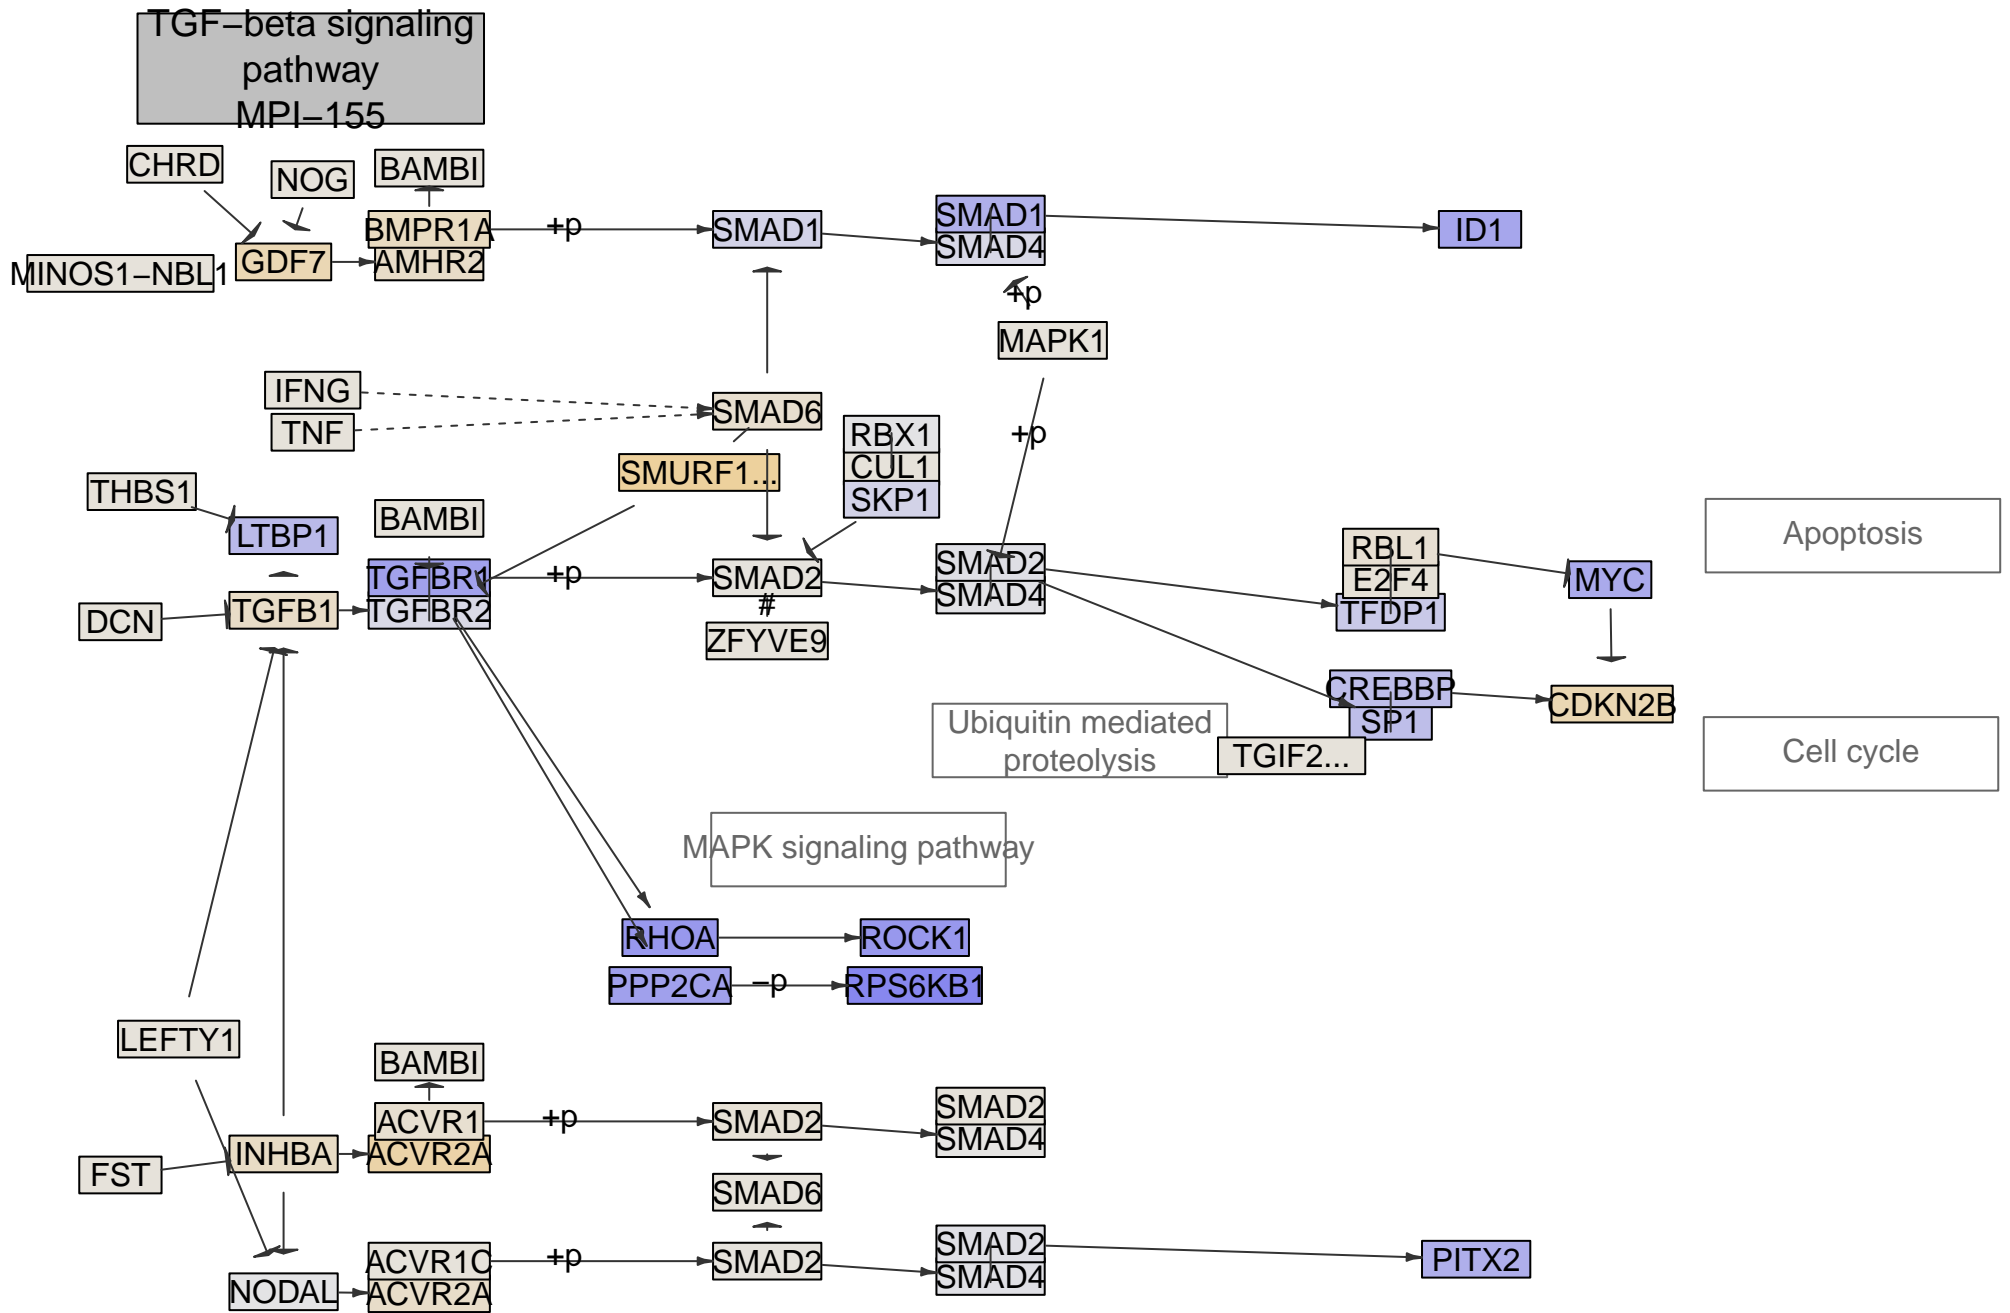 TGF−beta signaling
pathway
MPI−155
CHRD
NOG
BAMBI
BMPR1A
+p
SMAD1
SMAD1
SMAD4
ID1
MINOS1−NBL1
GDF7
AMHR2
+p
MAPK1
IFNG
TNF
SMAD6
RBX1
CUL1
SKP1
+p
SMURF1...
THBS1
LTBP1
BAMBI
TGFBR1
TGFBR2
+p
SMAD2
#
ZFYVE9
SMAD2
SMAD4
RBL1
E2F4
TFDP1
MYC
Apoptosis
DCN
TGFB1
CREBBP
SP1
CDKN2B
Ubiquitin mediated
proteolysis
TGIF2...
Cell cycle
MAPK signaling pathway
RHOA
ROCK1
PPP2CA
−p
RPS6KB1
LEFTY1
BAMBI
ACVR1
ACVR2A
+p
SMAD2
SMAD2
SMAD4
FST
INHBA
SMAD6
ACVR1C
ACVR2A
+p
SMAD2
SMAD2
SMAD4
PITX2
NODAL